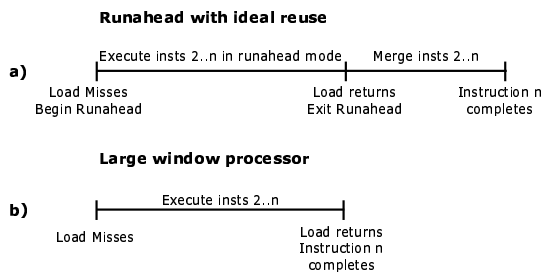 Runahead with ideal reuse
Execute insts 2..n in runahead mode
Merge insts 2..n
a)
Load Misses
Begin Runahead
Load returns
Exit Runahead
Instruction n
completes
Large window processor
Execute insts 2..n
b)
Load Misses
Load returns
Instruction n
completes